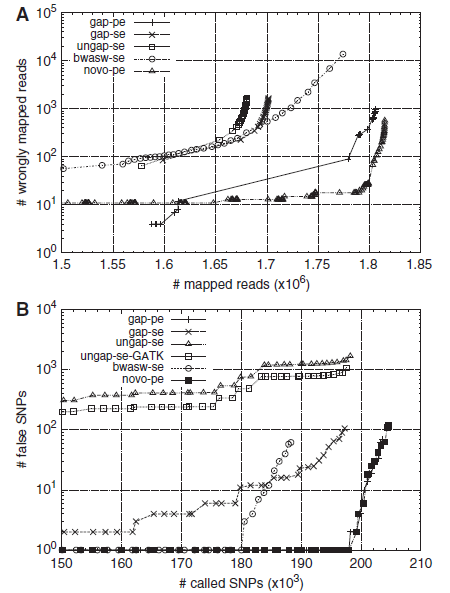 A
# wrongly mapped reads
10^5
10^4
10^3
10^2
10^1
10^0
gap-pe
gap-se
ungap-se
bwasw-se
novo-pe
1.5 1.55 1.6 1.65 1.7 1.75 1.8 1.85
# mapped reads (x10^6)
B
# false SNPs
10^4
10^3
10^2
10^1
10^0
gap-pe
gap-se
ungap-se
ungap-se-GATK
bwasw-se
novo-pe
150 160 170 180 190 200 210
# called SNPs (x10^3)